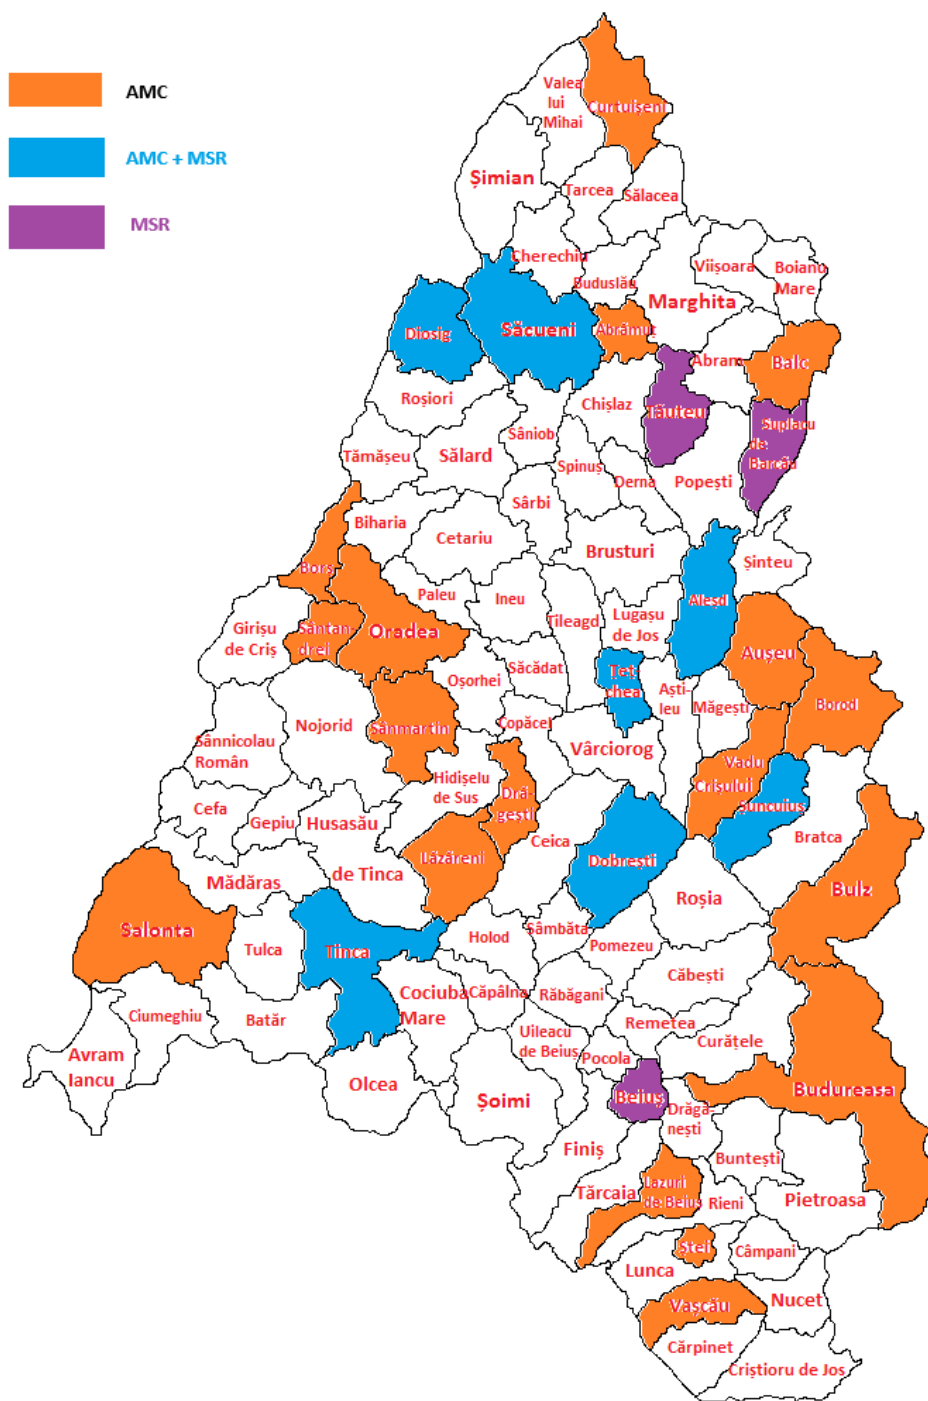 AMC
AMC + MSR
MSR
Valea
lui
Mihai
Curtuișeni
Șimian
Tarcea
Sălacea
Cherechiu
Buduslău
Viișoara
Boianu
Mare
Marghita
Diosig
Săcueni
Abrămuț
Abram
Balc
Roșiori
Chișlaz
Tăuteu
Suplacu
de
Barcău
Sâniob
Tămășeu
Sălard
Spinuș
Derna
Popești
Sârbi
Biharia
Cetariu
Brusturi
Șinteu
Borș
Paleu
Ineu
Tileagd
Lugașu
de Jos
Aleșd
Girișu
de Criș
Sântan-
drei
Oradea
Aușeu
Oșorhei
Săcădat
Țeț-
chea
Aști-
leu
Măgești
Borod
Sânnicolau
Român
Nojorid
Sânmartin
Copăcel
Vârciorog
Vadu
Crișului
Hidișelu
de Sus
Dră-
gești
Șuncuiuș
Cefa
Gepiu
Husasău
de Tinca
Lăzăreni
Ceica
Dobrești
Bratca
Bulz
Mădăras
Roșia
Salonta
Tulca
Tinca
Holod
Sâmbăta
Pomezeu
Căbești
Ciumeghiu
Batăr
Cociuba
Mare
Căpâlna
Răbăgani
Remetea
Curățele
Uileacu
de Beiuș
Pocola
Avram
Iancu
Olcea
Șoimi
Beiuș
Drăgă-
nești
Budureasa
Finiș
Buntești
Tărcaia
Lazuri
de Beiuș
Rieni
Pietroasa
Ștei
Câmpani
Lunca
Vașcău
Nucet
Cărpinet
Criștioru de Jos